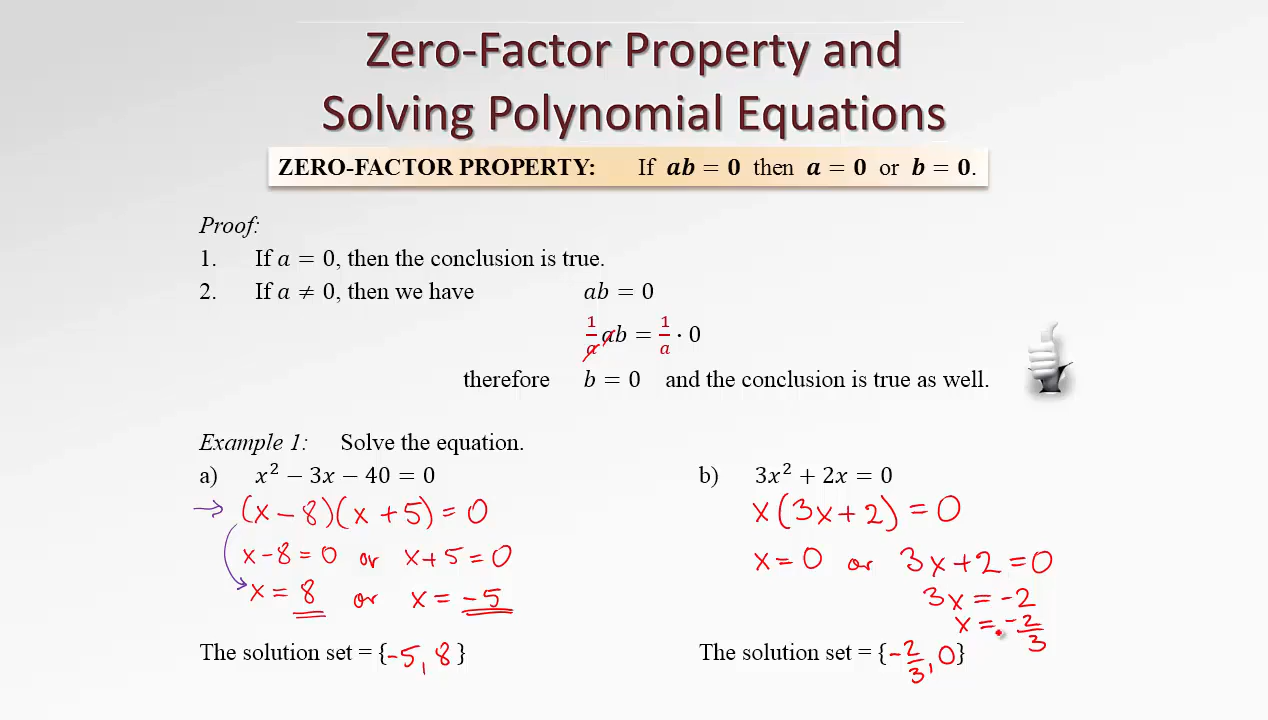 Zero-Factor Property and
Solving Polynomial Equations
ZERO-FACTOR PROPERTY: If ab = 0 then a = 0 or b = 0.
Proof:
1. If a = 0, then the conclusion is true.
2. If a ≠ 0, then we have ab = 0
1/a ab = 1/a · 0
therefore b = 0 and the conclusion is true as well.
Example 1: Solve the equation.
a) x² − 3x − 40 = 0
(x − 8)(x + 5) = 0
x − 8 = 0 or x + 5 = 0
x = 8 or x = −5
The solution set = {−5, 8}
b) 3x² + 2x = 0
x(3x + 2) = 0
x = 0 or 3x + 2 = 0
3x = −2
x = −2/3
The solution set = {−2/3, 0}